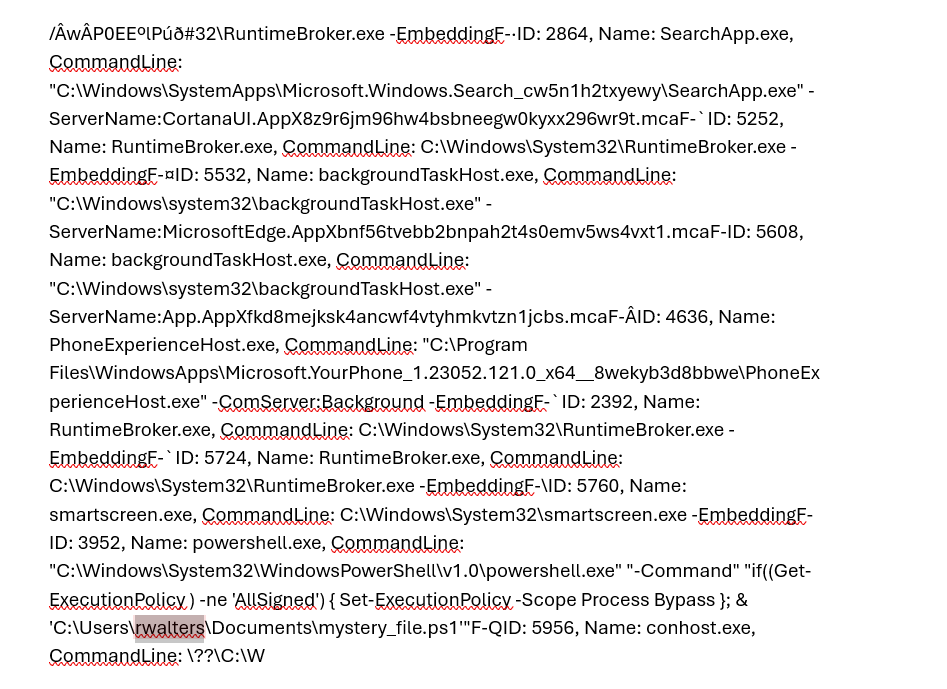 /ÂwÂP0EEºlPúð#32\RuntimeBroker.exe -EmbeddingF-·ID: 2864, Name: SearchApp.exe,
CommandLine:
"C:\Windows\SystemApps\Microsoft.Windows.Search_cw5n1h2txyewy\SearchApp.exe" -
ServerName:CortanaUI.AppX8z9r6jm96hw4bsbneegw0kyxx296wr9t.mcaF-`ID: 5252,
Name: RuntimeBroker.exe, CommandLine: C:\Windows\System32\RuntimeBroker.exe -
EmbeddingF-¤ID: 5532, Name: backgroundTaskHost.exe, CommandLine:
"C:\Windows\system32\backgroundTaskHost.exe" -
ServerName:MicrosoftEdge.AppXbnf56tvebb2bnpah2t4s0emv5ws4vxt1.mcaF-ID: 5608,
Name: backgroundTaskHost.exe, CommandLine:
"C:\Windows\system32\backgroundTaskHost.exe" -
ServerName:App.AppXfkd8mejksk4ancwf4vtyhmkvtzn1jcbs.mcaF-ÂID: 4636, Name:
PhoneExperienceHost.exe, CommandLine: "C:\Program
Files\WindowsApps\Microsoft.YourPhone_1.23052.121.0_x64__8wekyb3d8bbwe\PhoneEx
perienceHost.exe" -ComServer:Background -EmbeddingF-`ID: 2392, Name:
RuntimeBroker.exe, CommandLine: C:\Windows\System32\RuntimeBroker.exe -
EmbeddingF-`ID: 5724, Name: RuntimeBroker.exe, CommandLine:
C:\Windows\System32\RuntimeBroker.exe -EmbeddingF-\ID: 5760, Name:
smartscreen.exe, CommandLine: C:\Windows\System32\smartscreen.exe -EmbeddingF-
ID: 3952, Name: powershell.exe, CommandLine:
"C:\Windows\System32\WindowsPowerShell\v1.0\powershell.exe" "-Command" "if((Get-
ExecutionPolicy ) -ne 'AllSigned') { Set-ExecutionPolicy -Scope Process Bypass }; &
'C:\Users\rwalters\Documents\mystery_file.ps1'"F-QID: 5956, Name: conhost.exe,
CommandLine: \??\C:\W